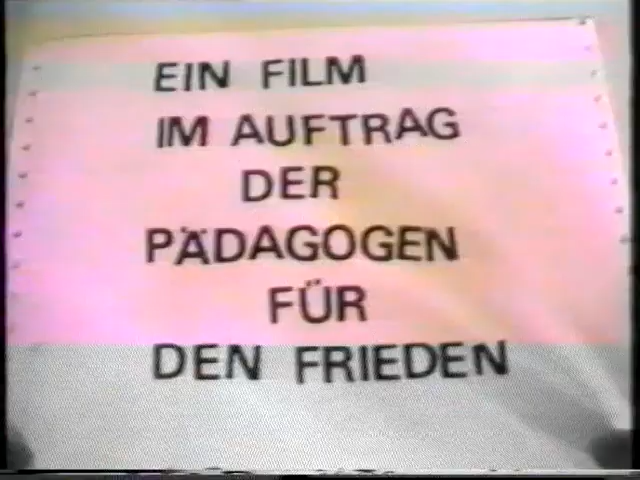 EIN FILM
IM AUFTRAG
DER
PÄDAGOGEN
FÜR
DEN FRIEDEN